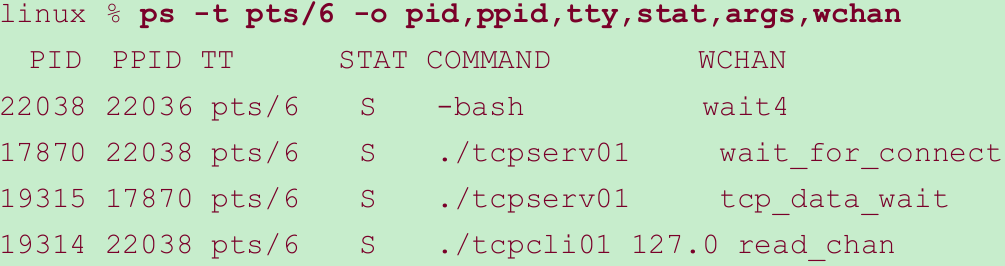 linux % ps -t pts/6 -o pid,ppid,tty,stat,args,wchan
PID PPID TT STAT COMMAND WCHAN
22038 22036 pts/6 S -bash wait4
17870 22038 pts/6 S ./tcpserv01 wait_for_connect
19315 17870 pts/6 S ./tcpserv01 tcp_data_wait
19314 22038 pts/6 S ./tcpcli01 127.0 read_chan